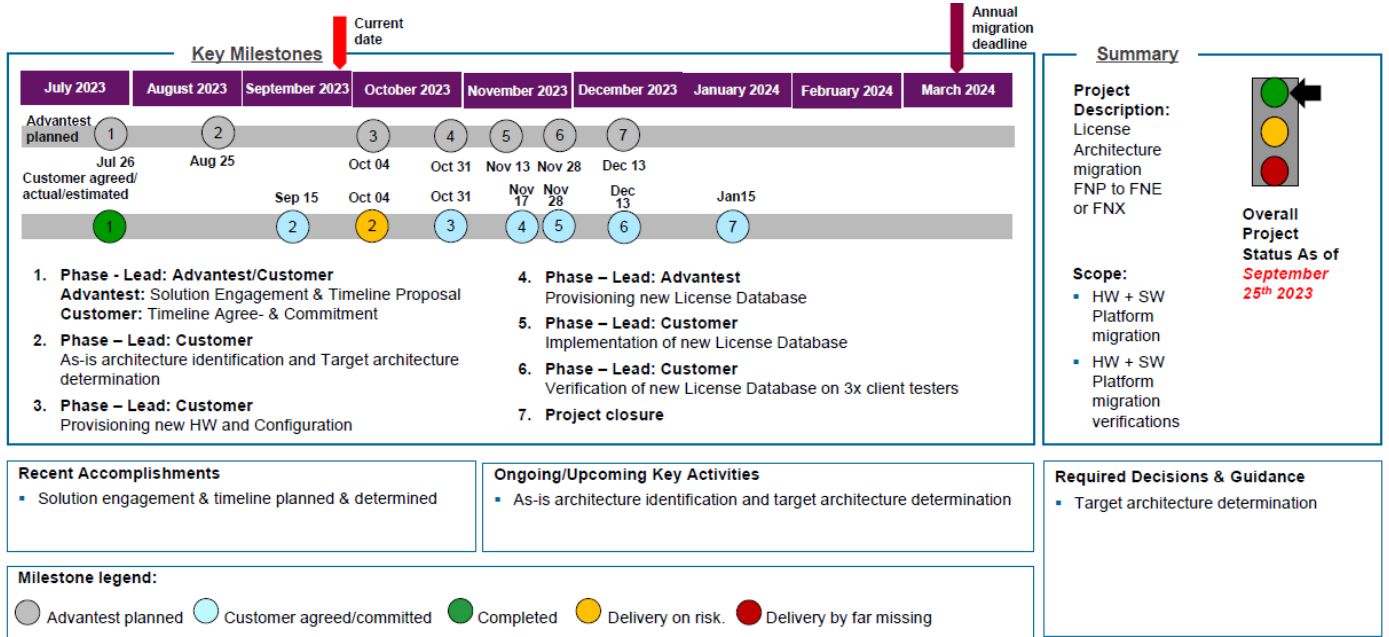 Current
date
Annual
migration
deadline
Key Milestones
July 2023
August 2023
September 2023
October 2023
November 2023
December 2023
January 2024
February 2024
March 2024
Advantest
planned
1
2
3
4
5
6
7
Jul 26
Aug 25
Oct 04
Oct 31
Nov 13
Nov 28
Dec 13
Customer agreed/
actual/estimated
Sep 15
Oct 04
Oct 31
Nov
17
Nov
28
Dec
13
Jan15
1
2
2
3
4
5
6
7
1. Phase - Lead: Advantest/Customer
Advantest: Solution Engagement & Timeline Proposal
Customer: Timeline Agree- & Commitment
2. Phase – Lead: Customer
As-is architecture identification and Target architecture
determination
3. Phase – Lead: Customer
Provisioning new HW and Configuration
4. Phase – Lead: Advantest
Provisioning new License Database
5. Phase – Lead: Customer
Implementation of new License Database
6. Phase – Lead: Customer
Verification of new License Database on 3x client testers
7. Project closure
Summary
Project
Description:
License
Architecture
migration
FNP to FNE
or FNX
Scope:
▪ HW + SW
Platform
migration
▪ HW + SW
Platform
migration
verifications
Overall
Project
Status As of
September
25th 2023
Recent Accomplishments
▪ Solution engagement & timeline planned & determined
Ongoing/Upcoming Key Activities
▪ As-is architecture identification and target architecture determination
Required Decisions & Guidance
▪ Target architecture determination
Milestone legend:
Advantest planned
Customer agreed/committed
Completed
Delivery on risk.
Delivery by far missing